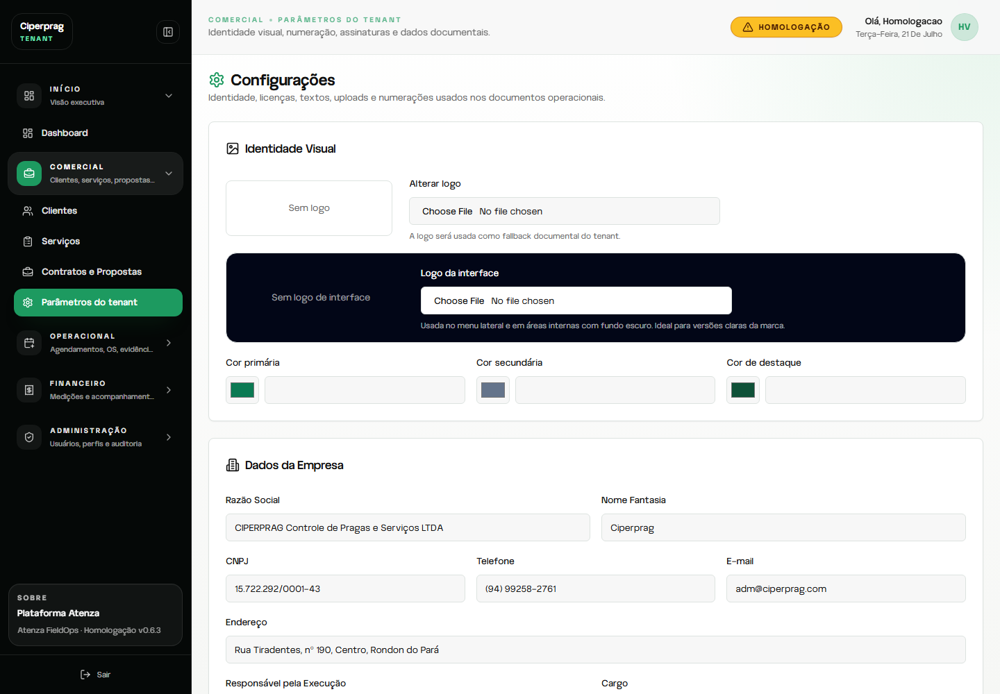 Ciperprag
TENANT
INÍCIO
Visão executiva
Dashboard
COMERCIAL
Clientes, serviços, propostas...
Clientes
Serviços
Contratos e Propostas
Parâmetros do tenant
OPERACIONAL
Agendamentos, OS, evidênci...
FINANCEIRO
Medições e acompanhament...
ADMINISTRAÇÃO
Usuários, perfis e auditoria
SOBRE
Plataforma Atenza
Atenza FieldOps · Homologação v0.6.3
Sair
COMERCIAL • PARÂMETROS DO TENANT
Identidade visual, numeração, assinaturas e dados documentais.
HOMOLOGAÇÃO
Olá, Homologacao
Terça-Feira, 21 De Julho
HV
Configurações
Identidade, licenças, textos, uploads e numerações usados nos documentos operacionais.
Identidade Visual
Sem logo
Alterar logo
Choose File No file chosen
A logo será usada como fallback documental do tenant.
Sem logo de interface
Logo da interface
Choose File No file chosen
Usada no menu lateral e em áreas internas com fundo escuro. Ideal para versões claras da marca.
Cor primária
Cor secundária
Cor de destaque
Dados da Empresa
Razão Social
Nome Fantasia
CIPERPRAG Controle de Pragas e Serviços LTDA
Ciperprag
CNPJ
Telefone
E-mail
15.722.292/0001-43
(94) 99258-2761
adm@ciperprag.com
Endereço
Rua Tiradentes, nº 190, Centro, Rondon do Pará
Responsável pela Execução
Cargo